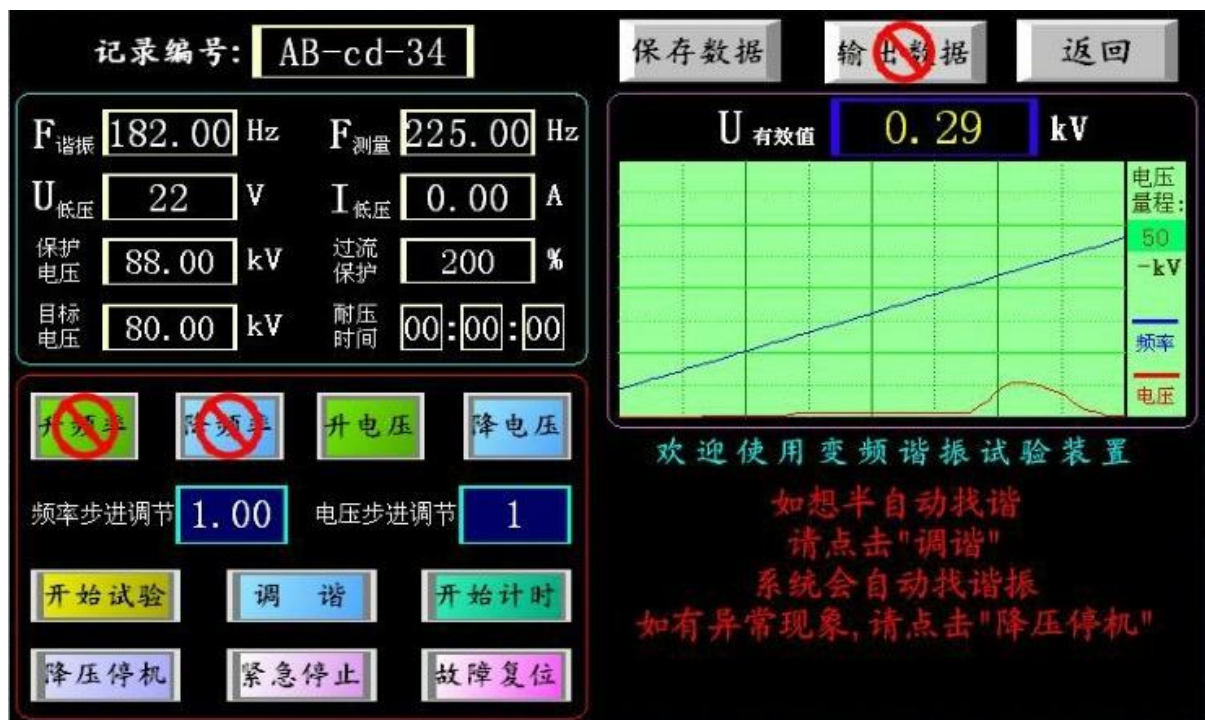 记录编号: AB-cd-34
保存数据 输出数据 返回
F谐振 182.00 Hz F测量 225.00 Hz
U低压 22 V I低压 0.00 A
保护电压 88.00 kV 过流保护 200 %
目标电压 80.00 kV 耐压时间 00:00:00
U有效值 0.29 kV
电压
量程:
50
-kV
频率
电压
升频率 降频率 升电压 降电压
频率步进调节 1.00 电压步进调节 1
开始试验 调 谐 开始计时
降压停机 紧急停止 故障复位
欢迎使用变频谐振试验装置
如想半自动找谐
请点击"调谐"
系统会自动找谐振
如有异常现象,请点击"降压停机"